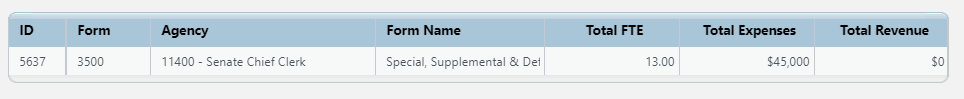 ID Form Agency Form Name Total FTE Total Expenses Total Revenue
5637 3500 11400 - Senate Chief Clerk Special, Supplemental & Def 13.00 $45,000 $0